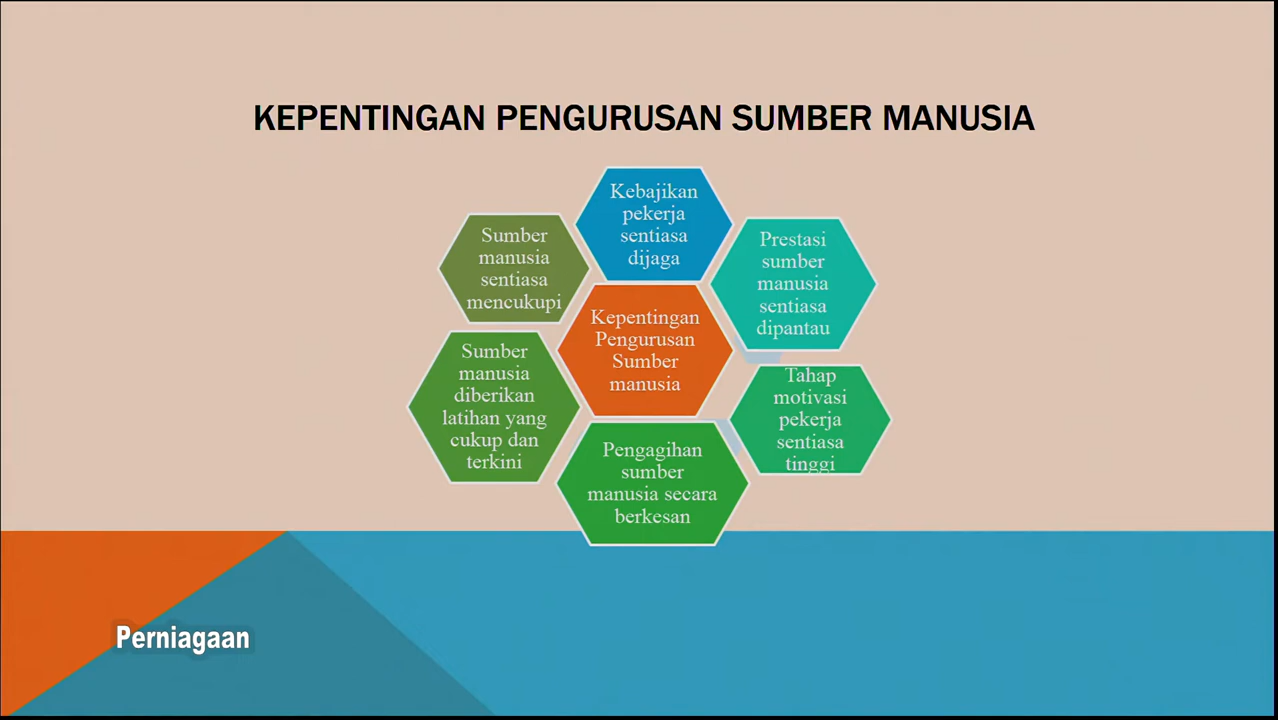 KEPENTINGAN PENGURUSAN SUMBER MANUSIA
Kebajikan
pekerja
sentiasa
dijaga
Prestasi
sumber
manusia
sentiasa
dipantau
Tahap
motivasi
pekerja
sentiasa
tinggi
Pengagihan
sumber
manusia secara
berkesan
Sumber
manusia
diberikan
latihan yang
cukup dan
terkini
Sumber
manusia
sentiasa
mencukupi
Kepentingan
Pengurusan
Sumber
manusia
Perniagaan